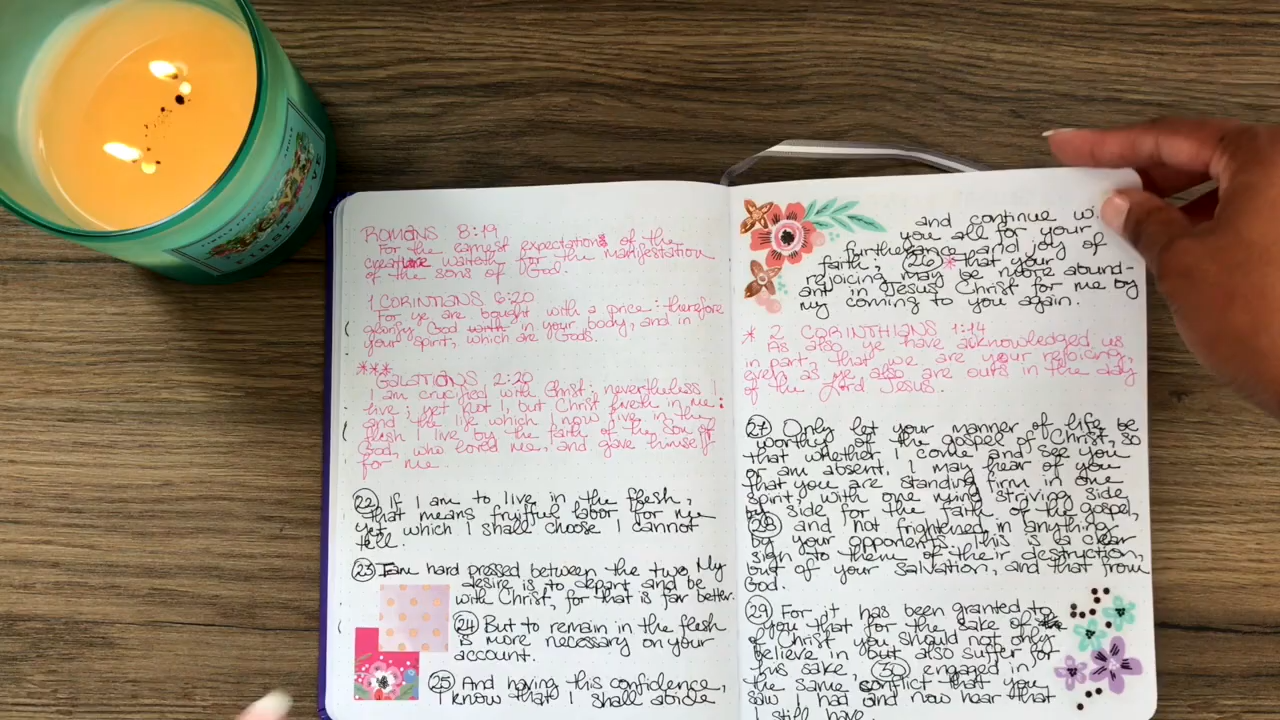 ROMANS 8:19
For the earnest expectations of the
creature waiteth for the manifestation
of the sons of God.
1 CORINTIANS 6:20
For ye are bought with a price: therefore
glorify God with in your body, and in
your spirit, which are God's.
***
GALATIONS 2:20
I am crucified with Christ; nevertheless I
live; yet not I, but Christ liveth in me:
and the life which I now live in the
flesh I live by the faith of the Son of
God, who loved me, and gave himself
for me
22 If I am to live in the flesh,
that means fruitful labor for me
yet which I shall choose I cannot
tell.
23 I am hard pressed between the two. My
desire is to depart and be
with Christ, for that is far better.
24 But to remain in the flesh
is more necessary on your
account.
25 And having this confidence,
I know that I shall abide
and continue wi
you all for your
furtherance and joy of
faith; 26 * that your
rejoicing may be more abund-
ant in Jesus Christ for me by
my coming to you again.
* 2 CORINTHIANS 1:14
As also ye have acknowledged us
in part, that we are your rejoicing,
even as ye also are ours in the day
of the Lord Jesus.
27 Only let your manner of life be
worthy of the gospel of Christ, so
that whether I come and see you
or am absent, I may hear of you
that you are standing firm in one
spirit, with one mind striving side
by side for the faith of the gospel,
28 and not frightened in anything
by your opponents. This is a clear
sign to them of their destruction,
but of your salvation, and that from
God.
29 For it has been granted to
you that for the sake of
of Christ you should not only
believe in but also suffer for
his sake, 30 engaged in
the same conflict that you
saw I had and now hear that
I still have.